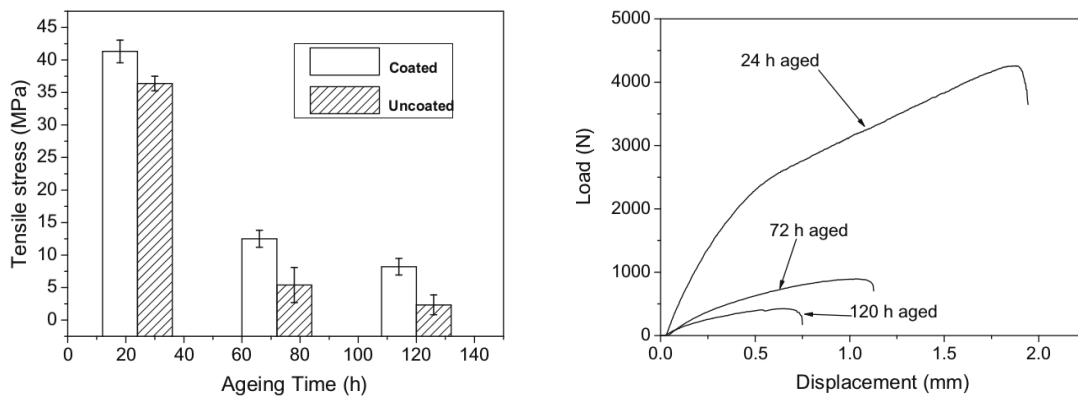 45
40
35
30
25
20
15
10
5
0
Tensile stress (MPa)
Coated
Uncoated
0 20 40 60 80 100 120 140
Ageing Time (h)
5000
4000
3000
2000
1000
0
Load (N)
24 h aged
72 h aged
120 h aged
0.0 0.5 1.0 1.5 2.0
Displacement (mm)